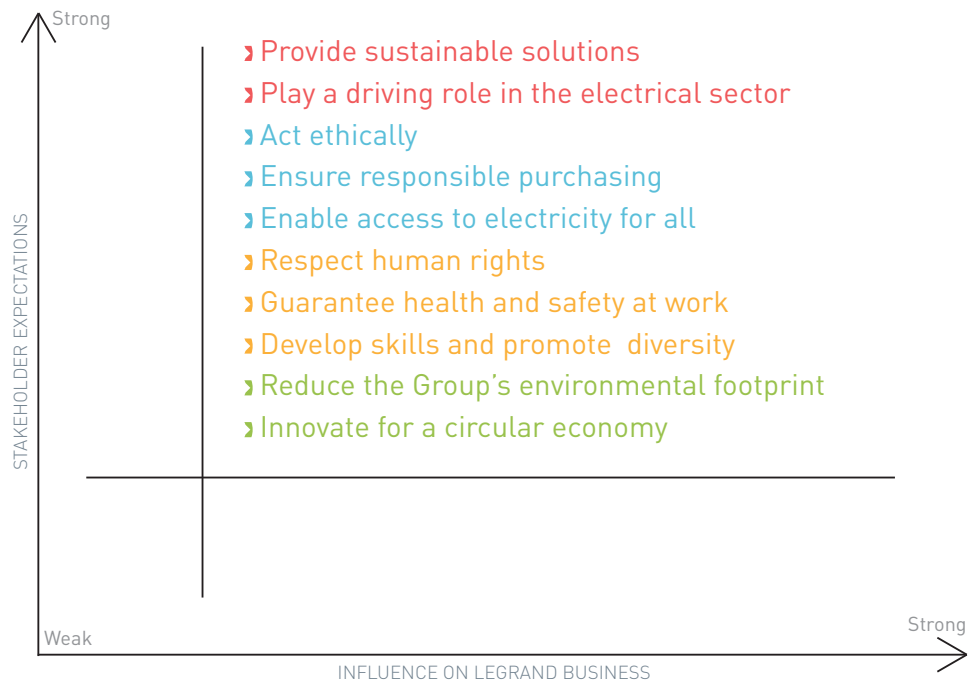 Strong
Provide sustainable solutions
Play a driving role in the electrical sector
Act ethically
Ensure responsible purchasing
Enable access to electricity for all
Respect human rights
Guarantee health and safety at work
Develop skills and promote  diversity
Reduce the Group’s environmental footprint
Innovate for a circular economy
STAKEHOLDER EXPECTATIONS
Weak
Strong
INFLUENCE ON LEGRAND BUSINESS